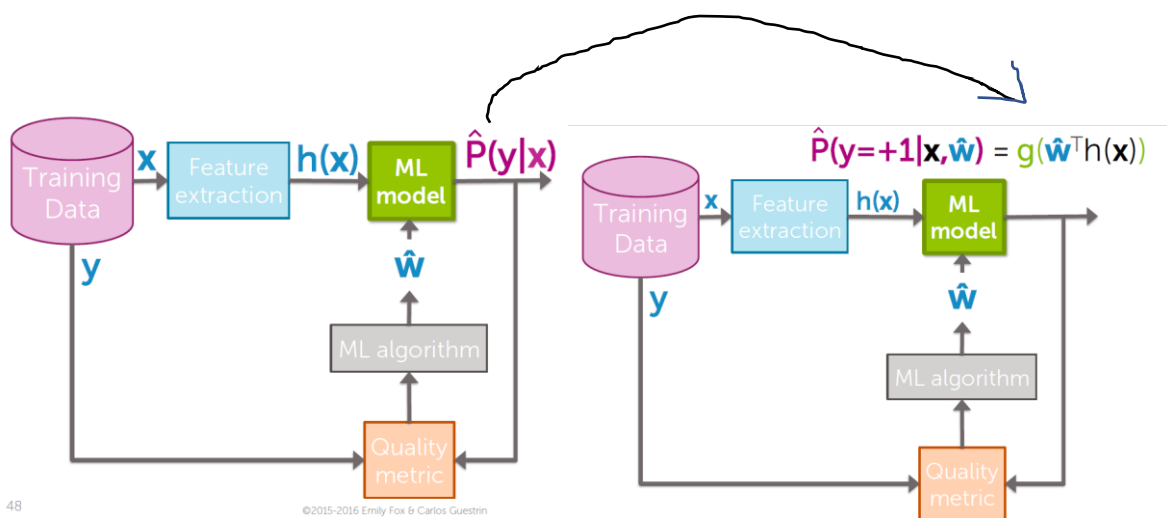 P̂(y|x)
x
Feature extraction
h(x)
ML model
Training Data
y
ŵ
ML algorithm
Quality metric
48
©2015-2016 Emily Fox & Carlos Guestrin
P̂(y=+1|x,ŵ) = g(ŵᵀh(x))
x
Feature extraction
h(x)
ML model
Training Data
y
ŵ
ML algorithm
Quality metric